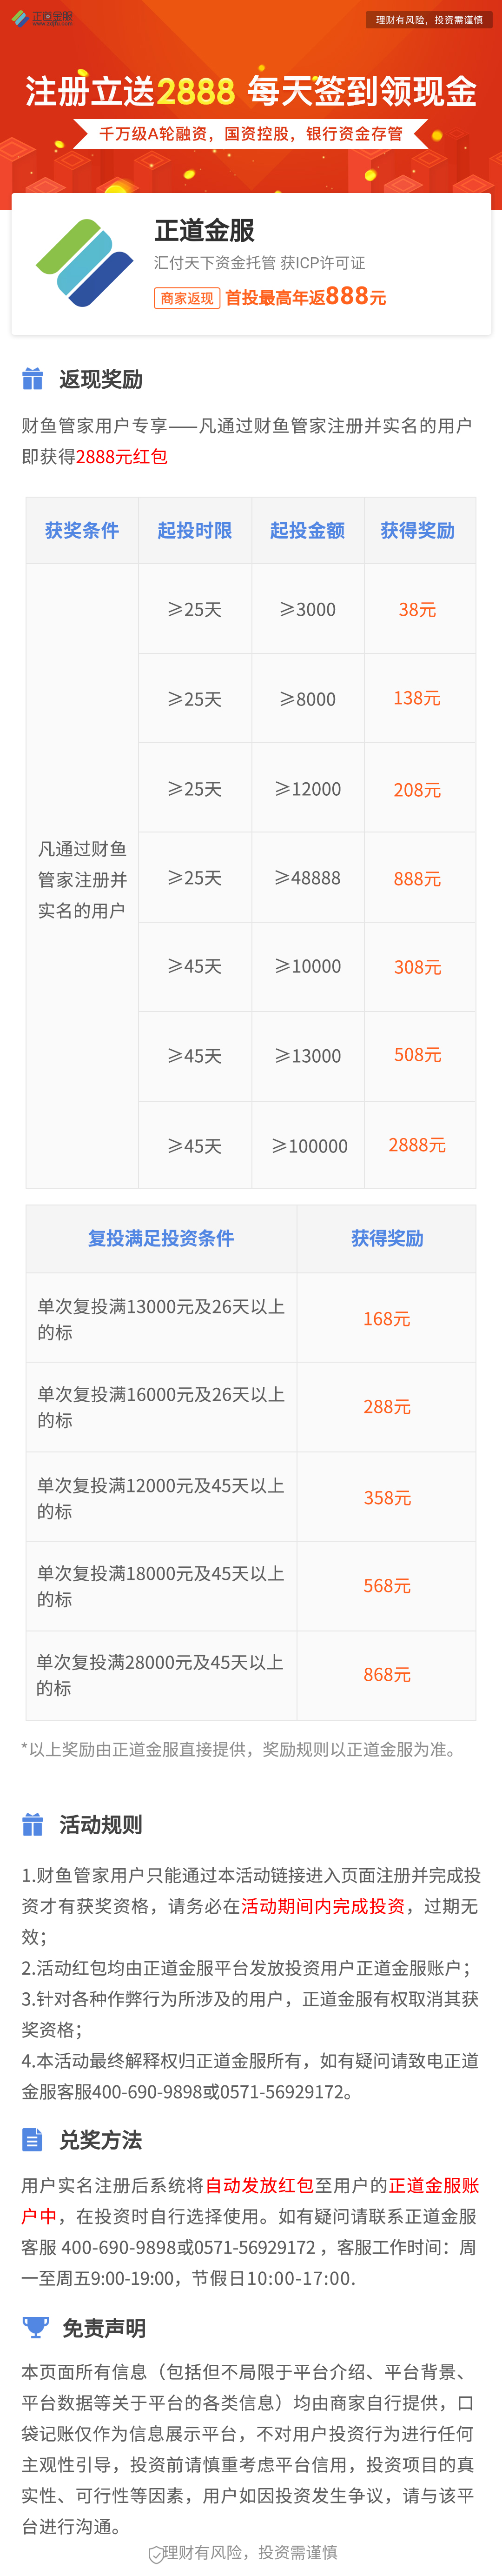 正道金服
理财有风险，投资需谨慎
注册立送2888 每天签到领现金
千万级A轮融资，国资控股，银行资金存管
正道金服
汇付天下资金托管 获ICP许可证
商家返现 首投最高年返888元
返现奖励
财鱼管家用户专享——凡通过财鱼管家注册并实名的用户
即获得2888元红包
获奖条件 起投时限 起投金额 获得奖励
≥25天 ≥3000 38元
≥25天 ≥8000 138元
≥25天 ≥12000 208元
凡通过财鱼
管家注册并
实名的用户
≥25天 ≥48888 888元
≥45天 ≥10000 308元
≥45天 ≥13000 508元
≥45天 ≥100000 2888元
复投满足投资条件 获得奖励
单次复投满13000元及26天以上
的标
168元
单次复投满16000元及26天以上
的标
288元
单次复投满12000元及45天以上
的标
358元
单次复投满18000元及45天以上
的标
568元
单次复投满28000元及45天以上
的标
868元
*以上奖励由正道金服直接提供，奖励规则以正道金服为准。
活动规则
1.财鱼管家用户只能通过本活动链接进入页面注册并完成投
资才有获奖资格，请务必在活动期间内完成投资，过期无
效；
2.活动红包均由正道金服平台发放投资用户正道金服账户；
3.针对各种作弊行为所涉及的用户，正道金服有权取消其获
奖资格；
4.本活动最终解释权归正道金服所有，如有疑问请致电正道
金服客服400-690-9898或0571-56929172。
兑奖方法
用户实名注册后系统将自动发放红包至用户的正道金服账
户中，在投资时自行选择使用。如有疑问请联系正道金服
客服 400-690-9898或0571-56929172 ，客服工作时间：周
一至周五9:00-19:00，节假日10:00-17:00.
免责声明
本页面所有信息（包括但不局限于平台介绍、平台背景、
平台数据等关于平台的各类信息）均由商家自行提供，口
袋记账仅作为信息展示平台，不对用户投资行为进行任何
主观性引导，投资前请慎重考虑平台信用，投资项目的真
实性、可行性等因素，用户如因投资发生争议，请与该平
台进行沟通。
理财有风险，投资需谨慎